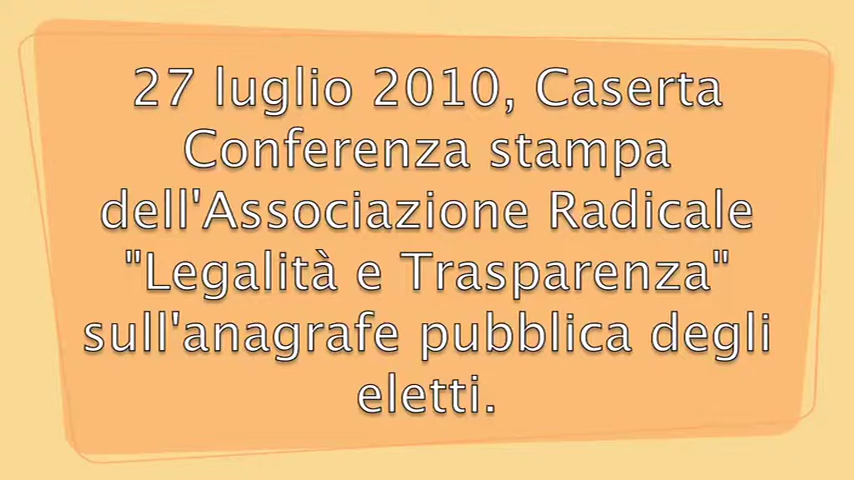 27 luglio 2010, Caserta
Conferenza stampa
dell'Associazione Radicale
"Legalità e Trasparenza"
sull'anagrafe pubblica degli
eletti.